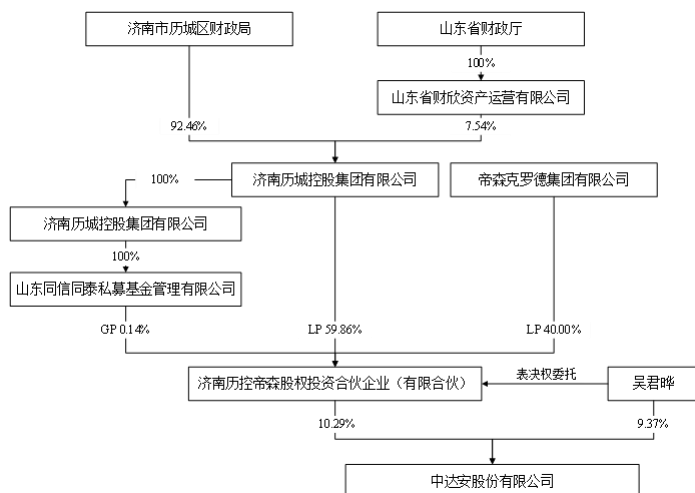 济南市历城区财政局
山东省财政厅
100%
山东省财欣资产运营有限公司
92.46%
7.54%
济南历城控股集团有限公司
帝森克罗德集团有限公司
100%
济南历城控股集团有限公司
100%
山东同信同泰私募基金管理有限公司
GP 0.14%
LP 59.86%
LP 40.00%
济南历控帝森股权投资合伙企业（有限合伙）
表决权委托
吴君晔
10.29%
9.37%
中达安股份有限公司